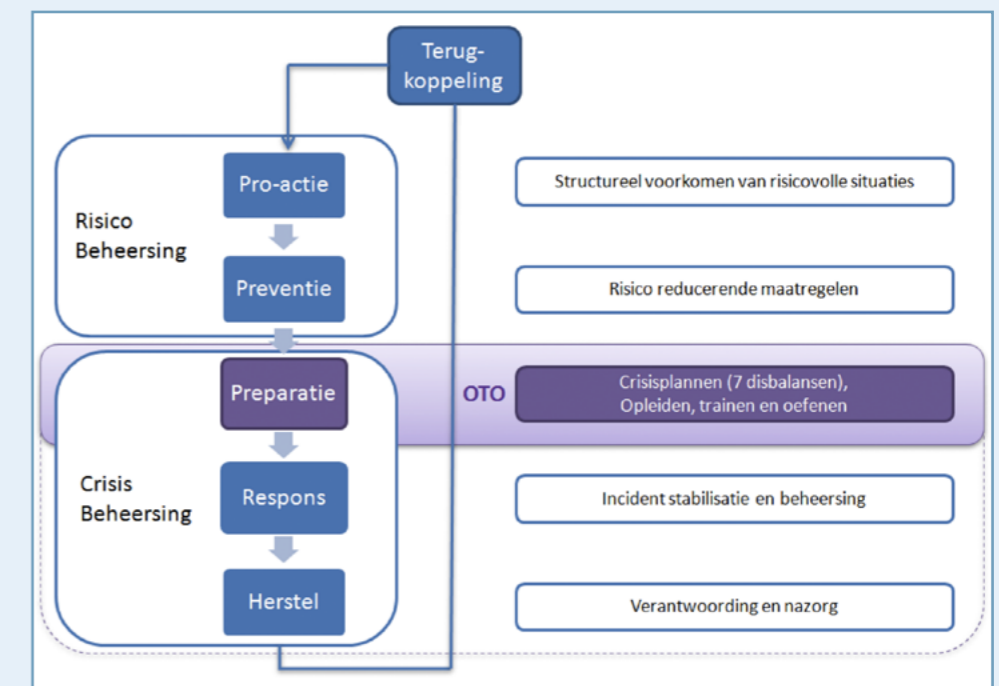 Terug-
koppeling
Pro-actie
Structureel voorkomen van risicovolle situaties
Risico
Beheersing
Preventie
Risico reducerende maatregelen
Preparatie
OTO
Crisisplannen (7 disbalansen),
Opleiden, trainen en oefenen
Crisis
Beheersing
Respons
Incident stabilisatie en beheersing
Herstel
Verantwoording en nazorg